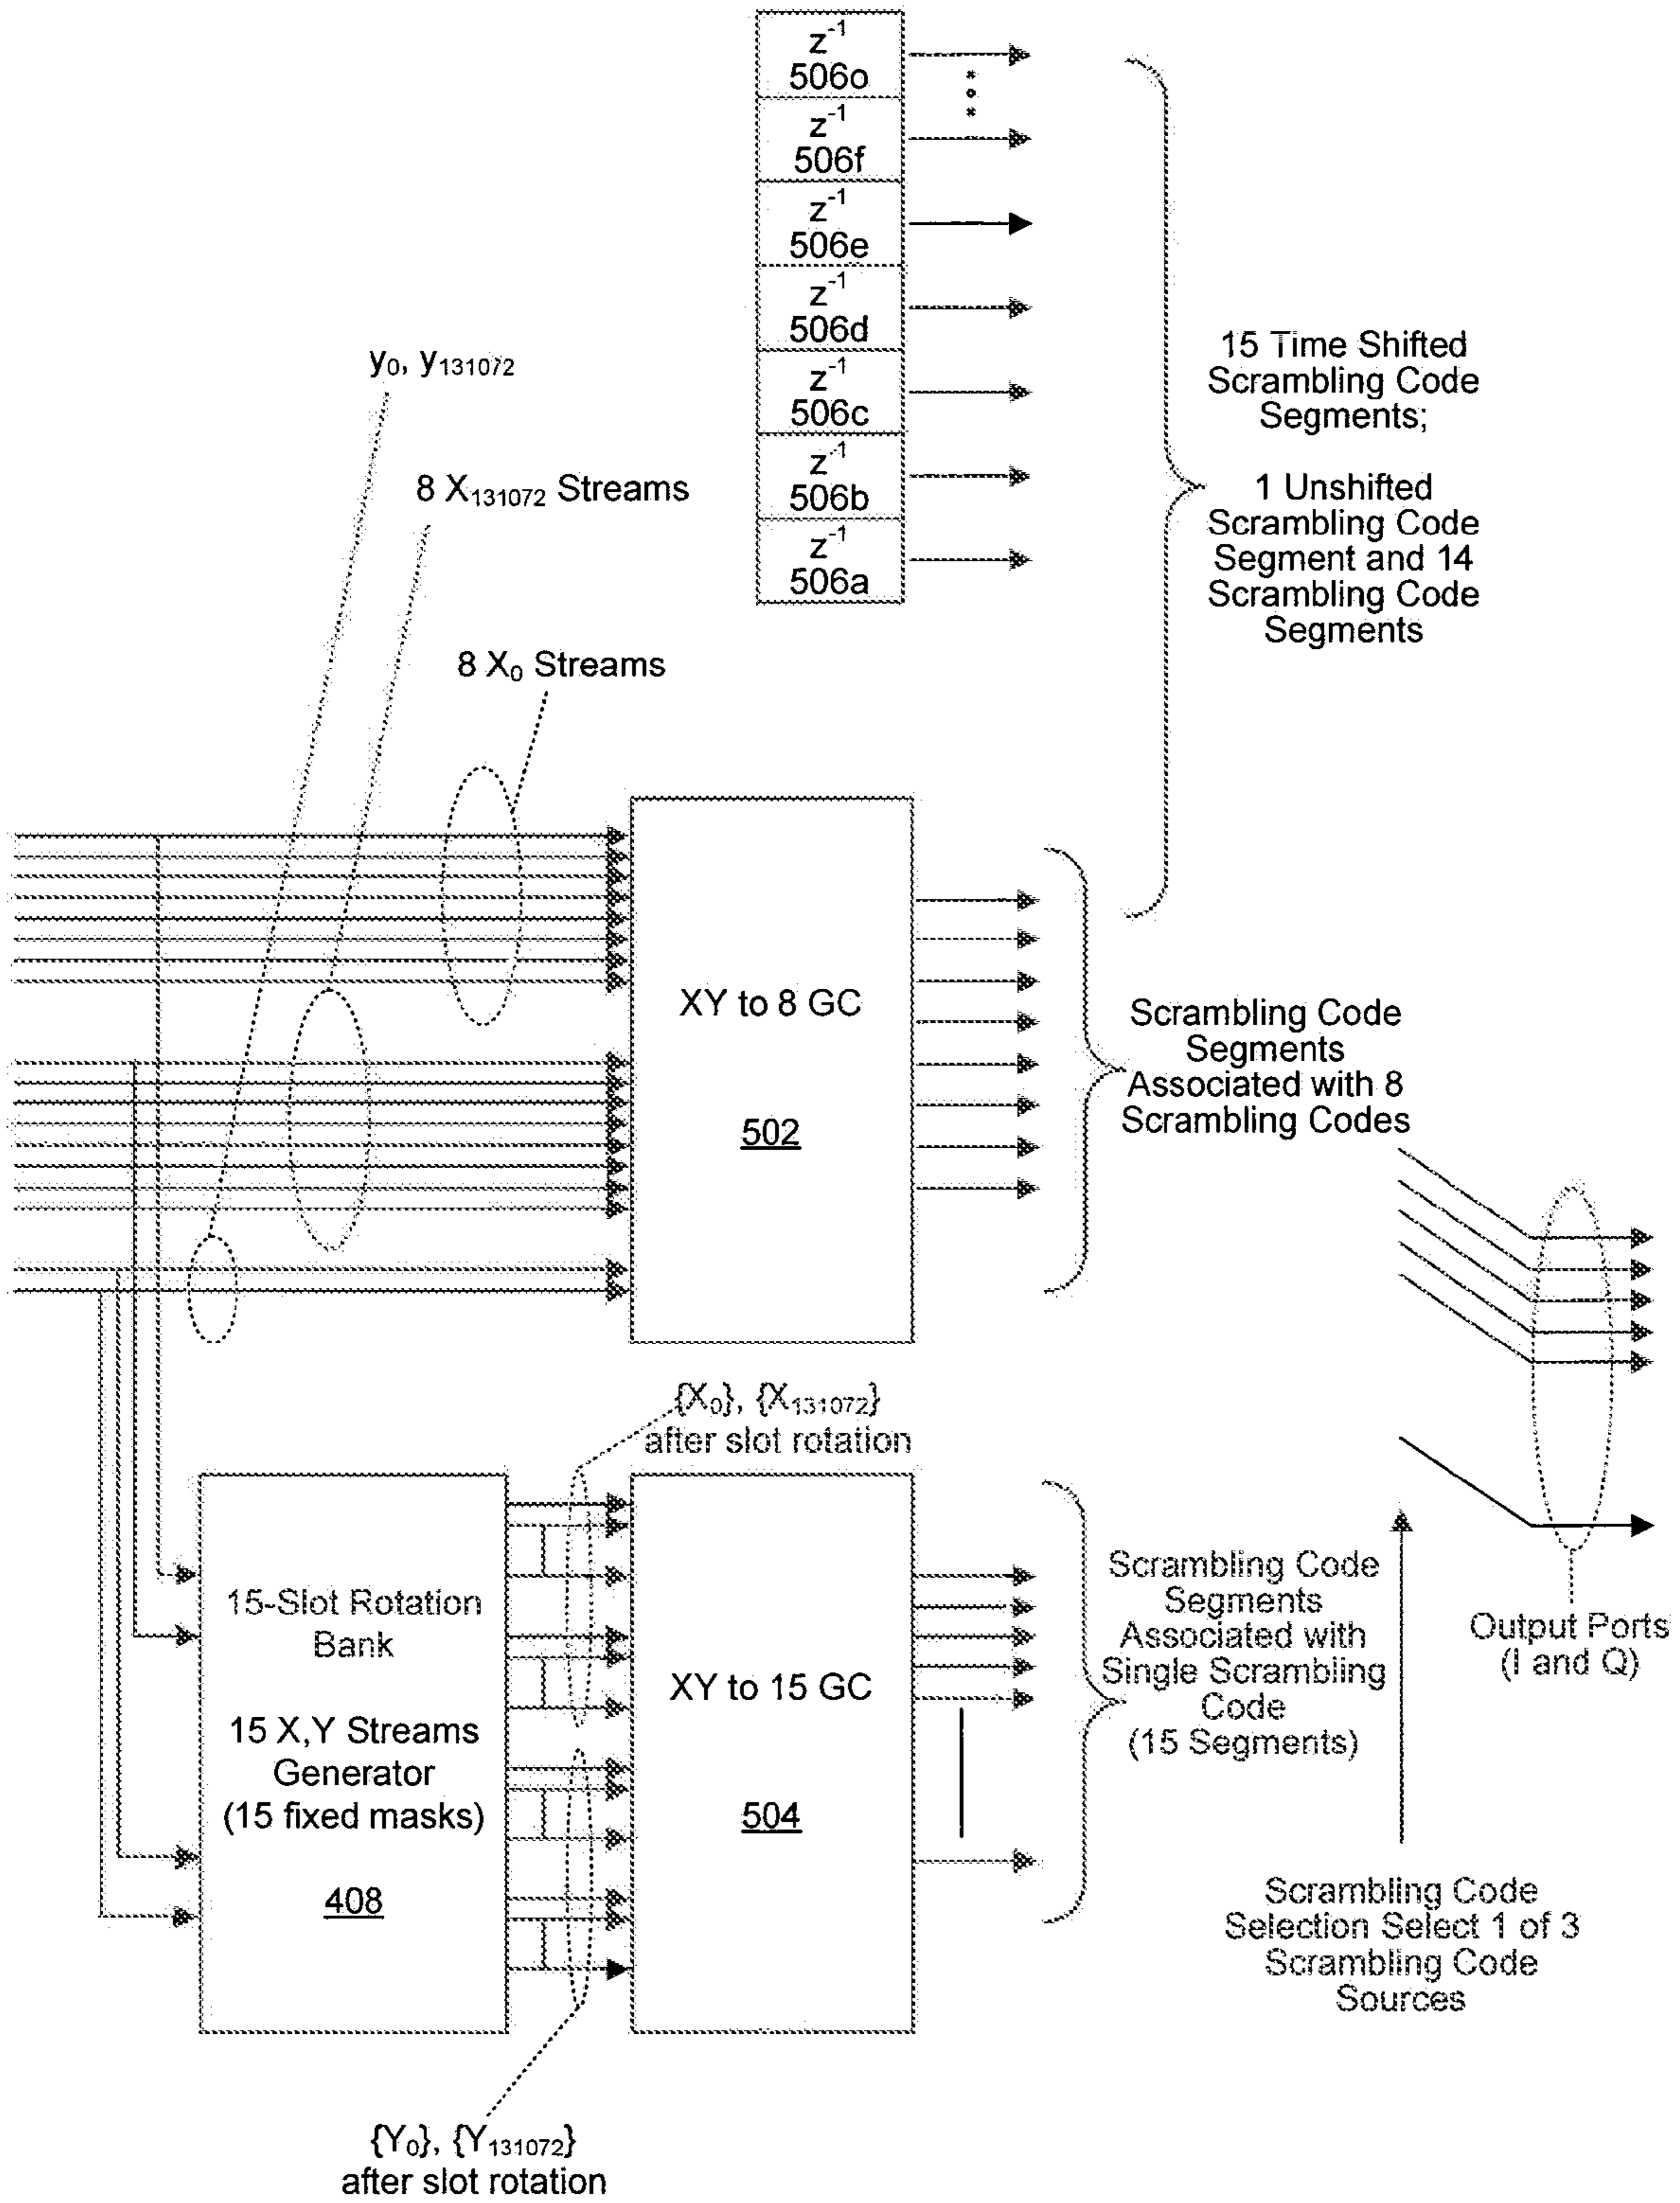 z-1
506o
z-1
506f
z-1
506e
z-1
506d
z-1
506c
z-1
506b
z-1
506a
15 Time Shifted
Scrambling Code
Segments;
1 Unshifted
Scrambling Code
Segment and 14
Scrambling Code
Segments
y0, y131072
8 X131072 Streams
8 X0 Streams
XY to 8 GC
502
Scrambling Code
Segments
Associated with 8
Scrambling Codes
{X0}, {X131072}
after slot rotation
15-Slot Rotation
Bank
15 X,Y Streams
Generator
(15 fixed masks)
408
XY to 15 GC
504
Scrambling Code
Segments
Associated with
Single Scrambling
Code
(15 Segments)
Output Ports
(I and Q)
Scrambling Code
Selection Select 1 of 3
Scrambling Code
Sources
{Y0}, {Y131072}
after slot rotation